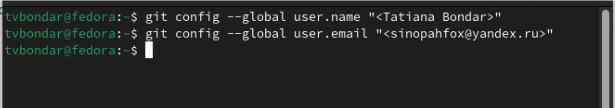 tvbondar@fedora:~$ git config --global user.name "<Tatiana Bondar>"
tvbondar@fedora:~$ git config --global user.email "<sinopahfox@yandex.ru>"
tvbondar@fedora:~$